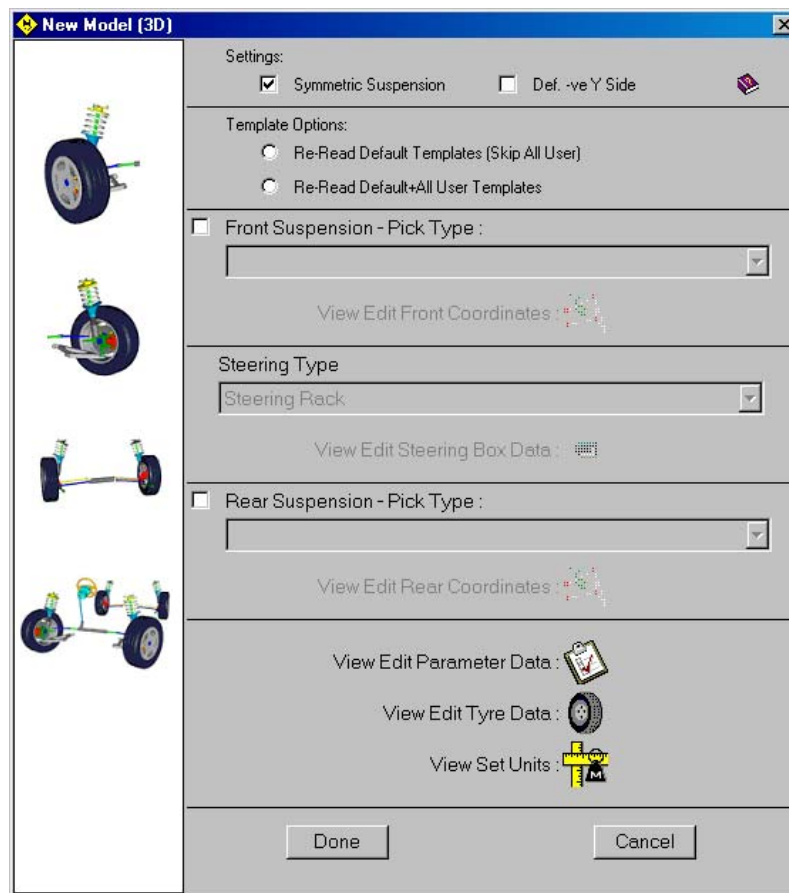 New Model (3D)
Settings:
Symmetric Suspension Def. -ve Y Side
Template Options:
Re-Read Default Templates (Skip All User)
Re-Read Default+All User Templates
Front Suspension - Pick Type :
View Edit Front Coordinates :
Steering Type
Steering Rack
View Edit Steering Box Data :
Rear Suspension - Pick Type :
View Edit Rear Coordinates :
View Edit Parameter Data :
View Edit Tyre Data :
View Set Units :
M
Done Cancel